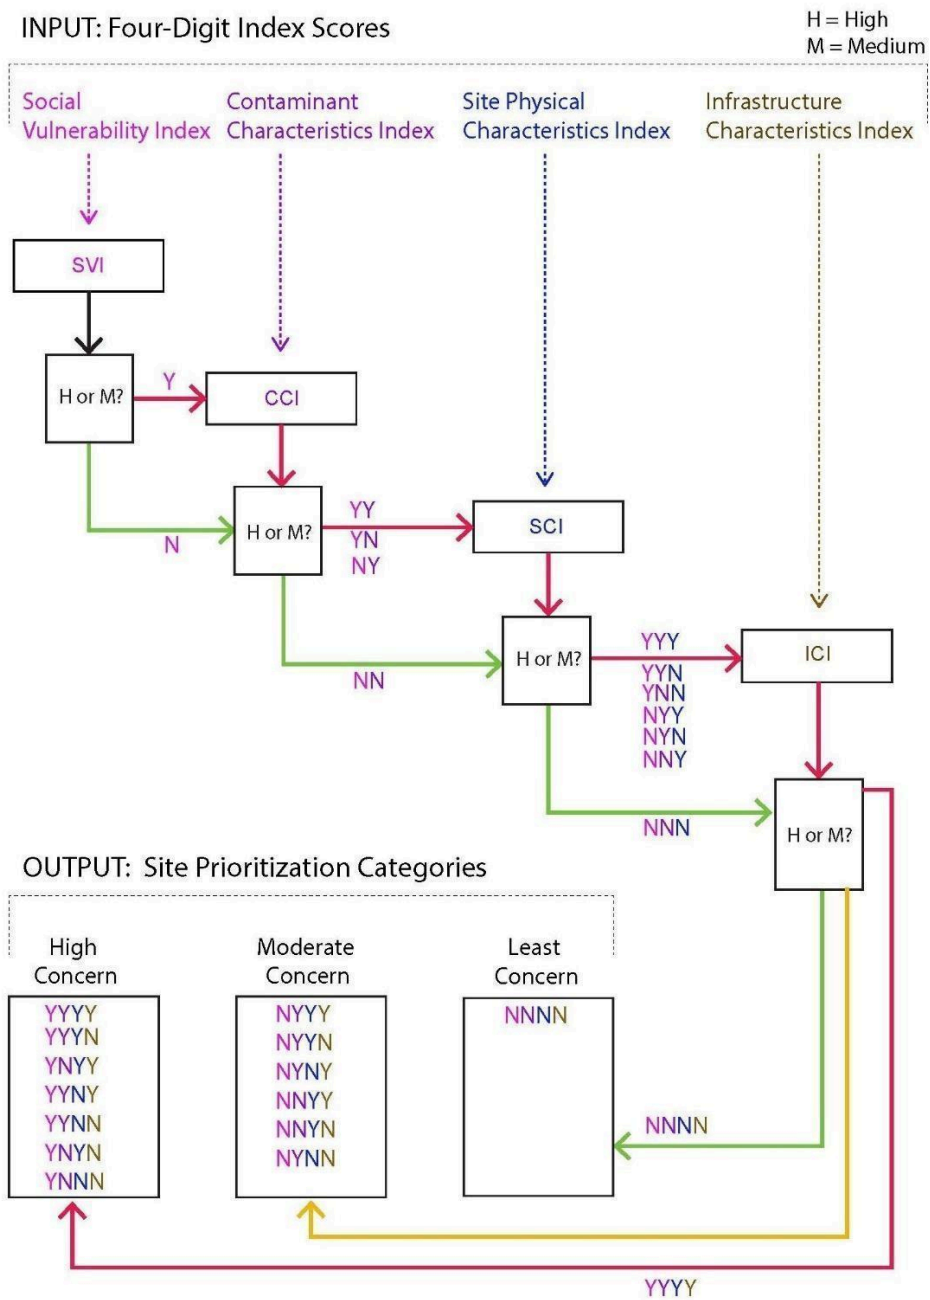 INPUT: Four-Digit Index Scores
H = High
M = Medium
Social
Vulnerability Index
Contaminant
Characteristics Index
Site Physical
Characteristics Index
Infrastructure
Characteristics Index
SVI
H or M?
Y
CCI
N
H or M?
YY
YN
NY
SCI
NN
H or M?
YYY
YYN
YNN
NYY
NYN
NNY
ICI
NNN
H or M?
OUTPUT: Site Prioritization Categories
High
Concern
YYYY
YYYN
YNYY
YYNY
YYNN
YNYN
YNNN
Moderate
Concern
NYYY
NYYN
NYNY
NNYY
NNYN
NYNN
Least
Concern
NNNN
NNNN
YYYY